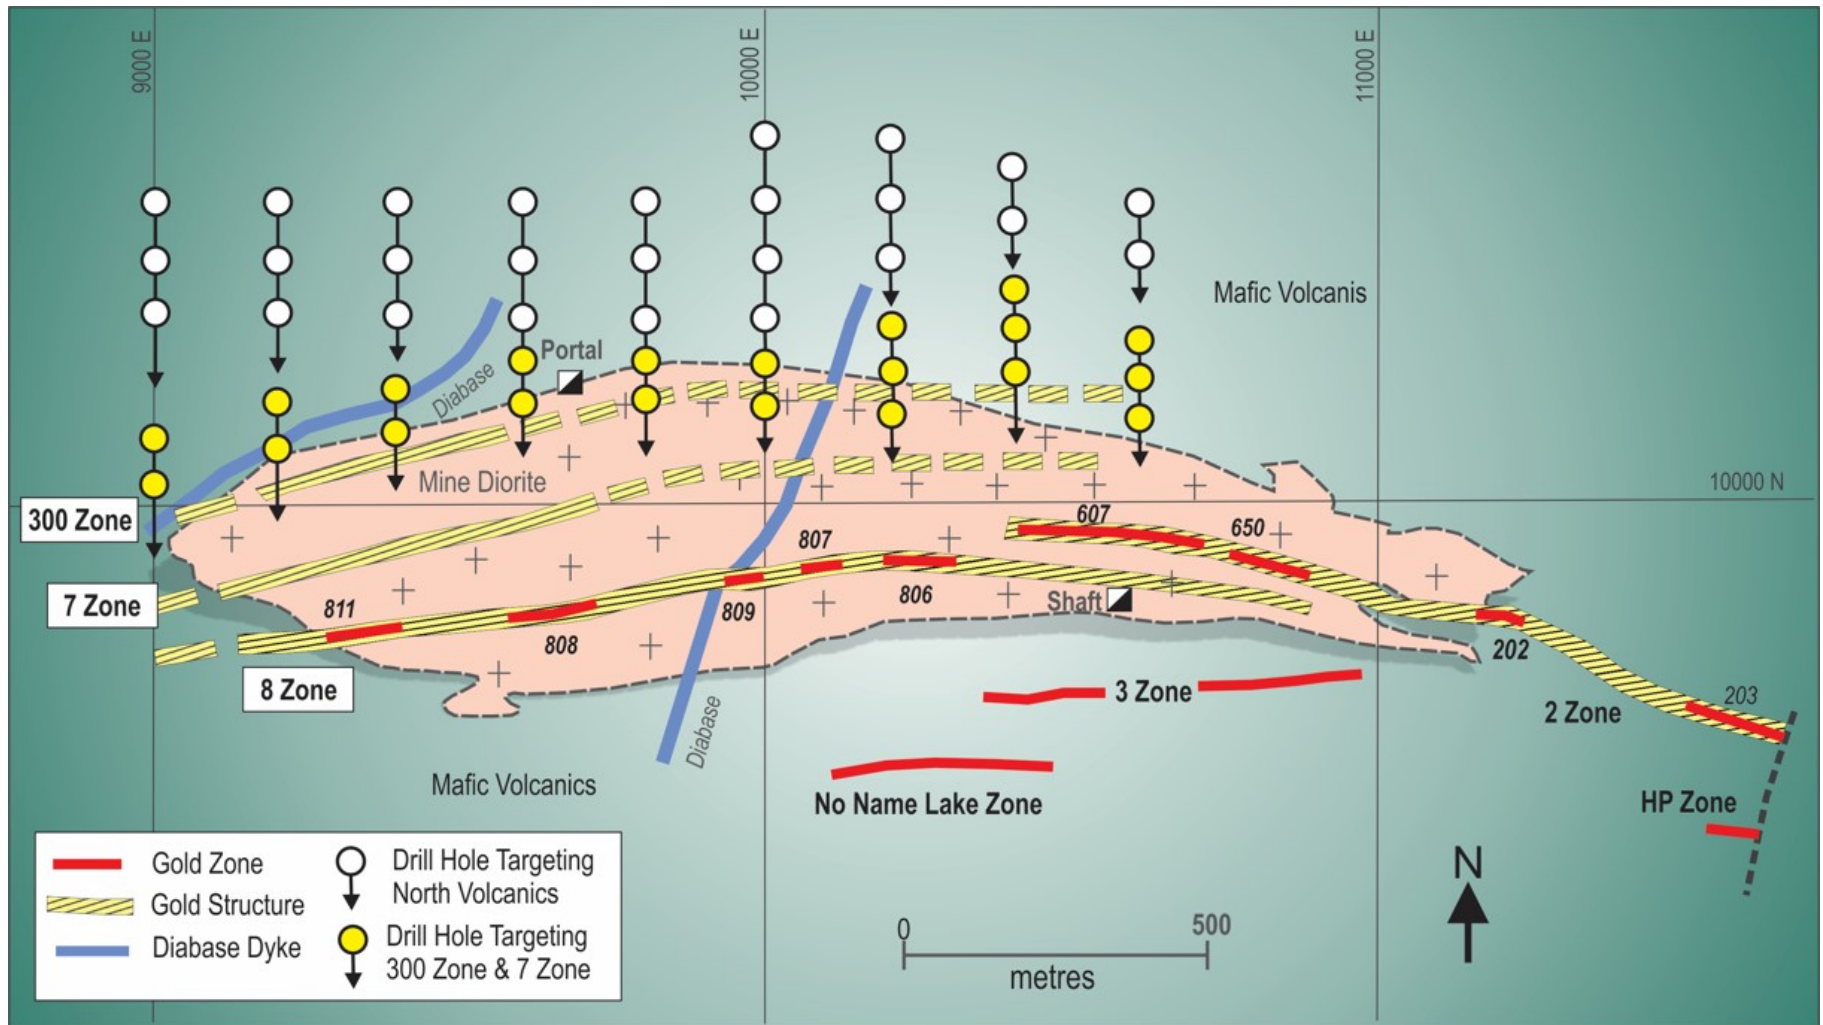 9000 E
10000 E
11000 E
Mafic Volcanis
Portal
Diabase
Mine Diorite
10000 N
300 Zone
607
650
807
7 Zone
811
809
806
Shaft
808
202
8 Zone
3 Zone
203
2 Zone
Diabase
Mafic Volcanics
No Name Lake Zone
HP Zone
Gold Zone
Gold Structure
Diabase Dyke
Drill Hole Targeting
North Volcanics
Drill Hole Targeting
300 Zone & 7 Zone
0
500
metres
N